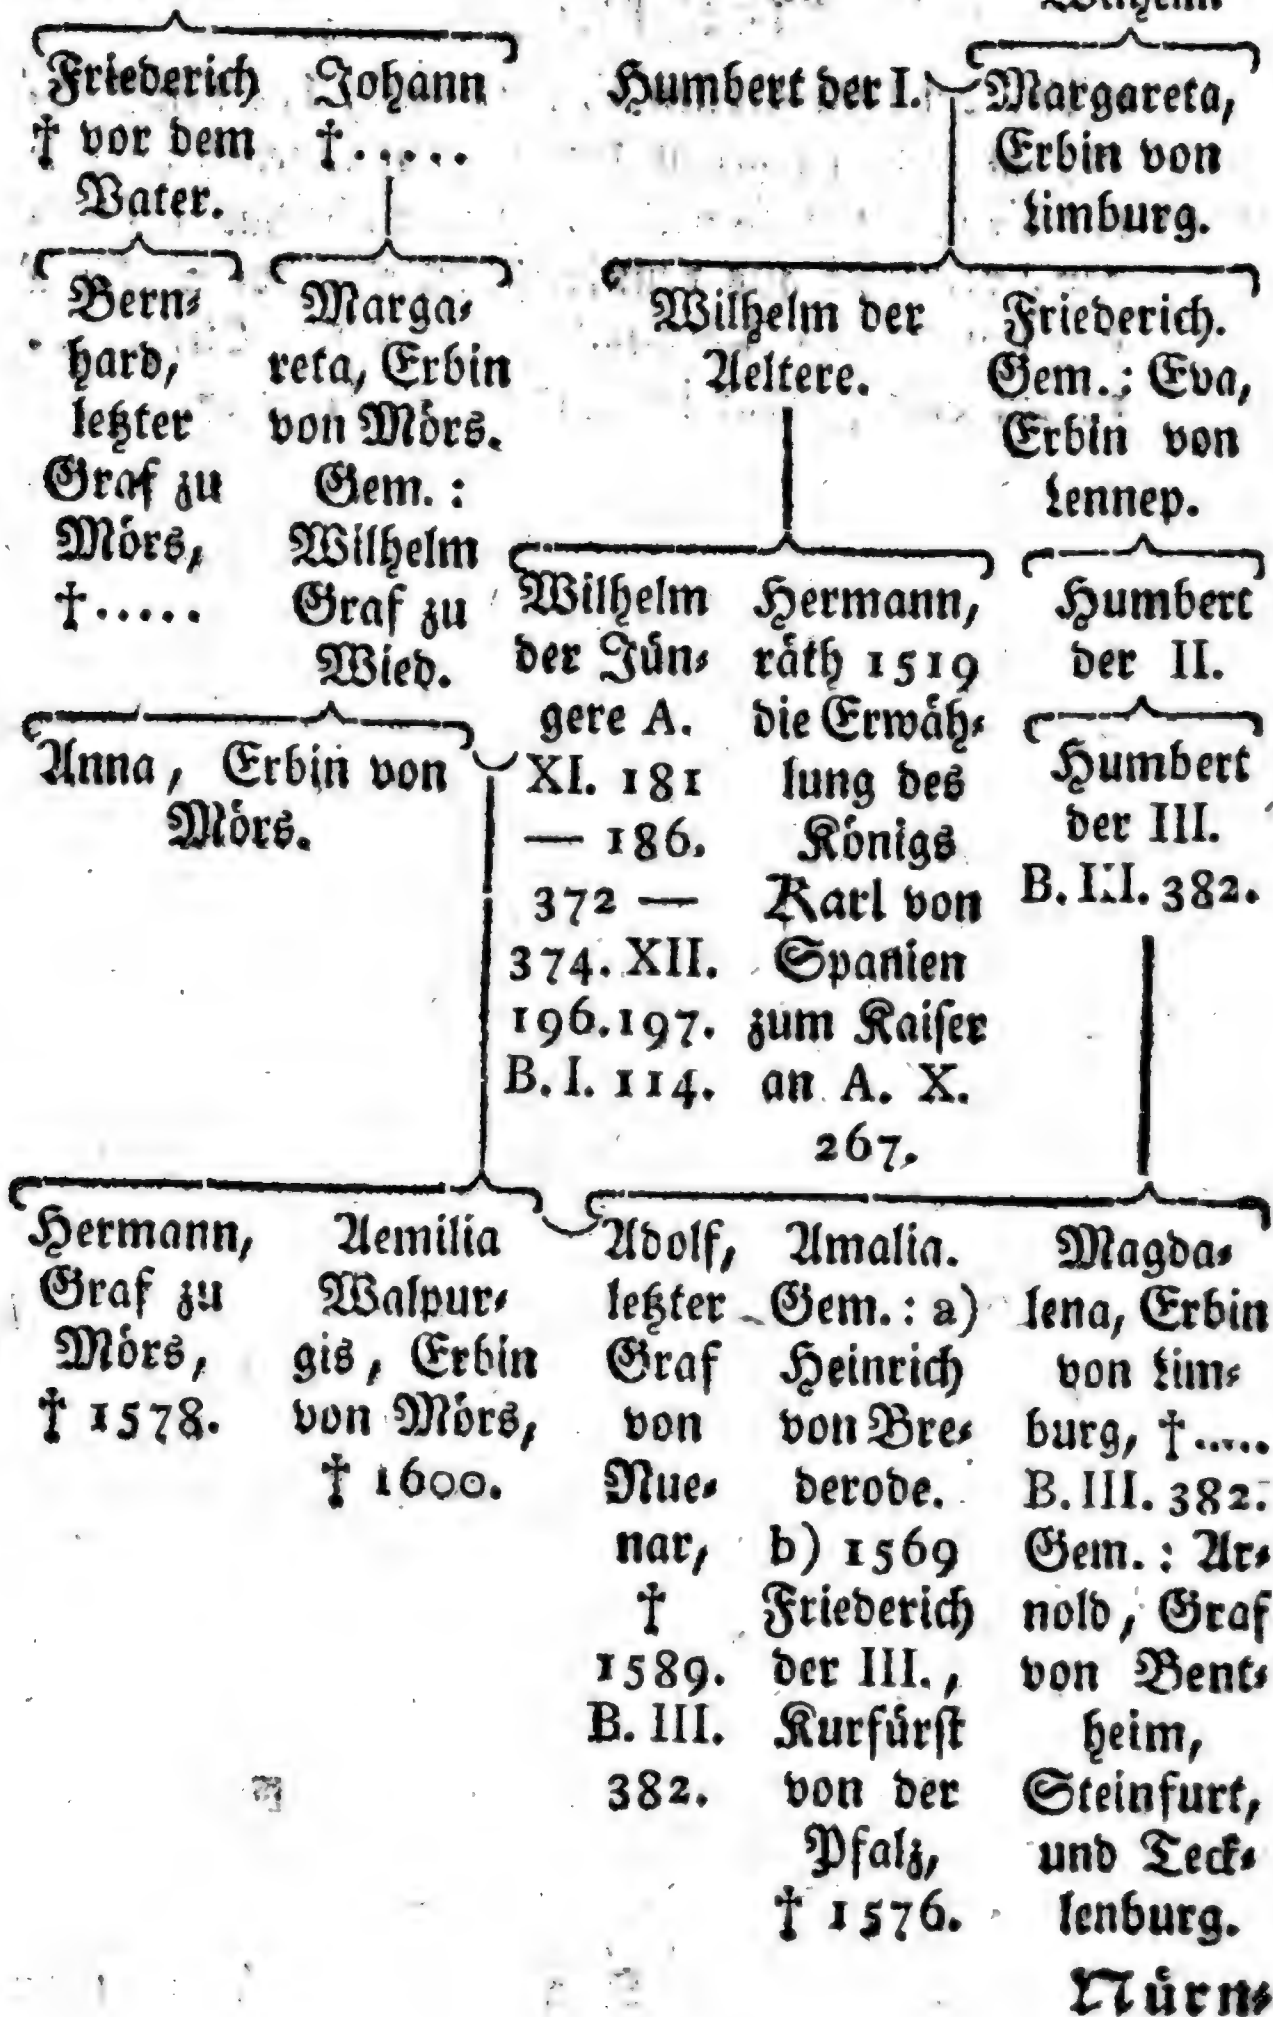 Friederich
† vor dem
Vater.
Johann
†.....
Humbert der I.
Margareta,
Erbin von
Limburg.
Bern-
hard,
letzter
Graf zu
Mörs,
†.....
Marga-
reta, Erbin
von Mörs.
Gem.:
Wilhelm
Graf zu
Wied.
Wilhelm der
Aeltere.
Friederich.
Gem.: Eva,
Erbin von
Lennep.
Anna, Erbin von
Mörs.
Wilhelm
der Jün-
gere A.
XI. 181
— 186.
372 —
374. XII.
196.197.
B. I. 114.
Hermann,
räth 1519
die Erwäh-
lung des
Königs
Karl von
Spanien
zum Kaiser
an A. X.
267.
Humbert
der II.
Humbert
der III.
B. III. 382.
Hermann,
Graf zu
Mörs,
† 1578.
Aemilia
Walpur-
gis, Erbin
von Mörs,
† 1600.
Adolf,
letzter
Graf
von
Nue-
nar,
†
1589.
B. III.
382.
Amalia.
Gem.: a)
Heinrich
von Bre-
derode.
b) 1569
Friederich
der III.,
Kurfürst
von der
Pfalz,
† 1576.
Magda-
lena, Erbin
von Lim-
burg, †.....
B. III. 382.
Gem.: Ar-
nold, Graf
von Bent-
heim,
Steinfurt,
und Teck-
lenburg.
Nürn-